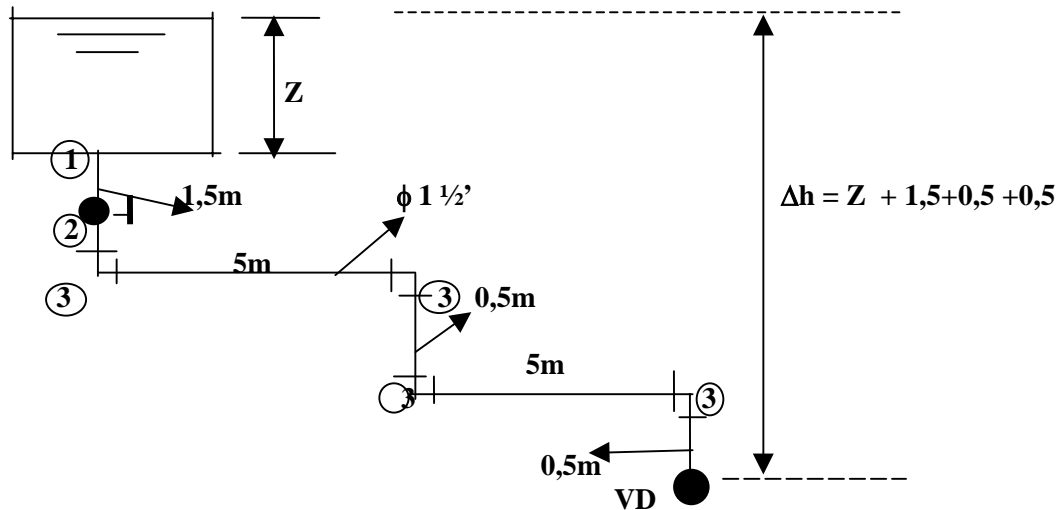 Z
1
1,5m
ϕ 1 ½’
Δh = Z + 1,5+0,5 +0,5
2
5m
3
3
0,5m
5m
3
3
0,5m
VD